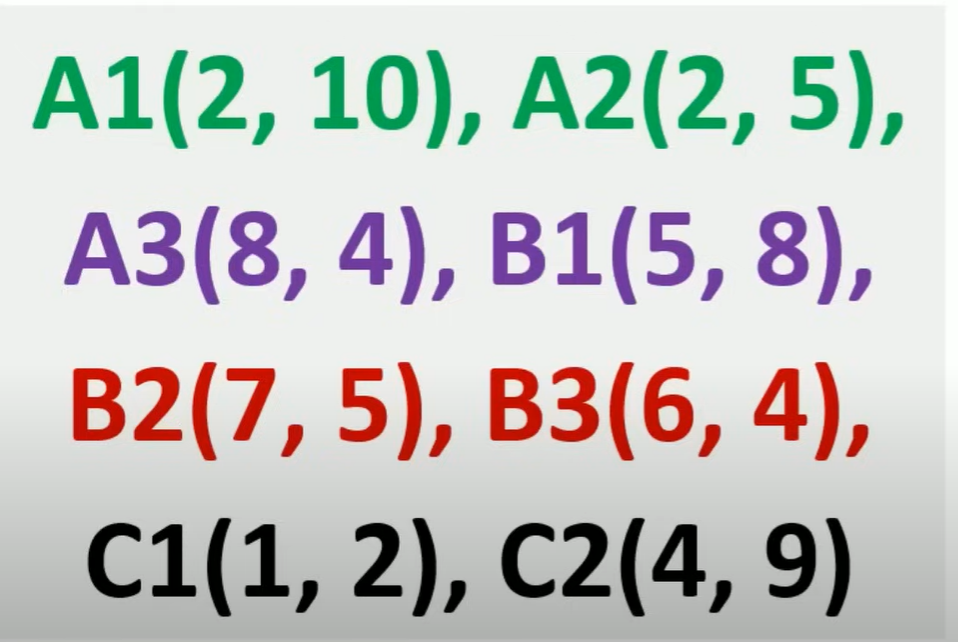 A1(2, 10), A2(2, 5),
A3(8, 4), B1(5, 8),
B2(7, 5), B3(6, 4),
C1(1, 2), C2(4, 9)